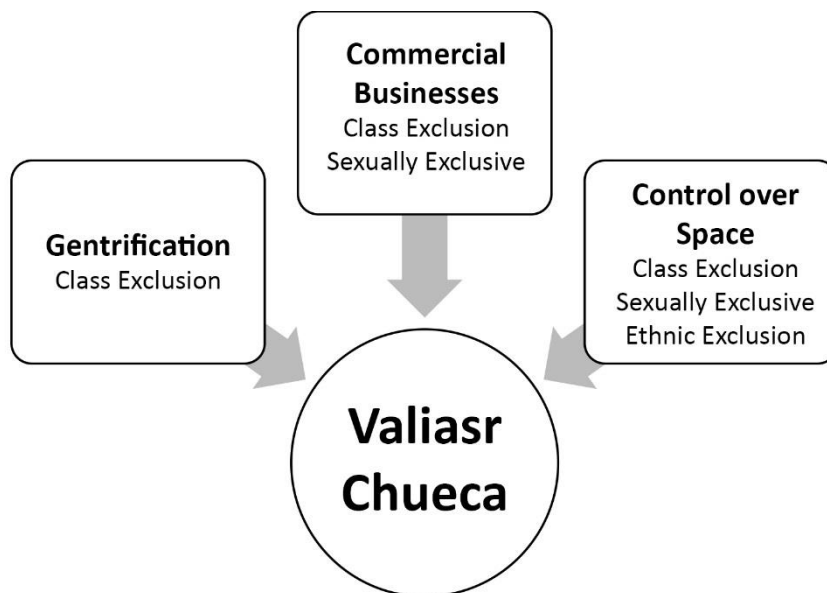 Commercial
Businesses
Class Exclusion
Sexually Exclusive
Gentrification
Class Exclusion
Control over
Space
Class Exclusion
Sexually Exclusive
Ethnic Exclusion
Valiasr
Chueca